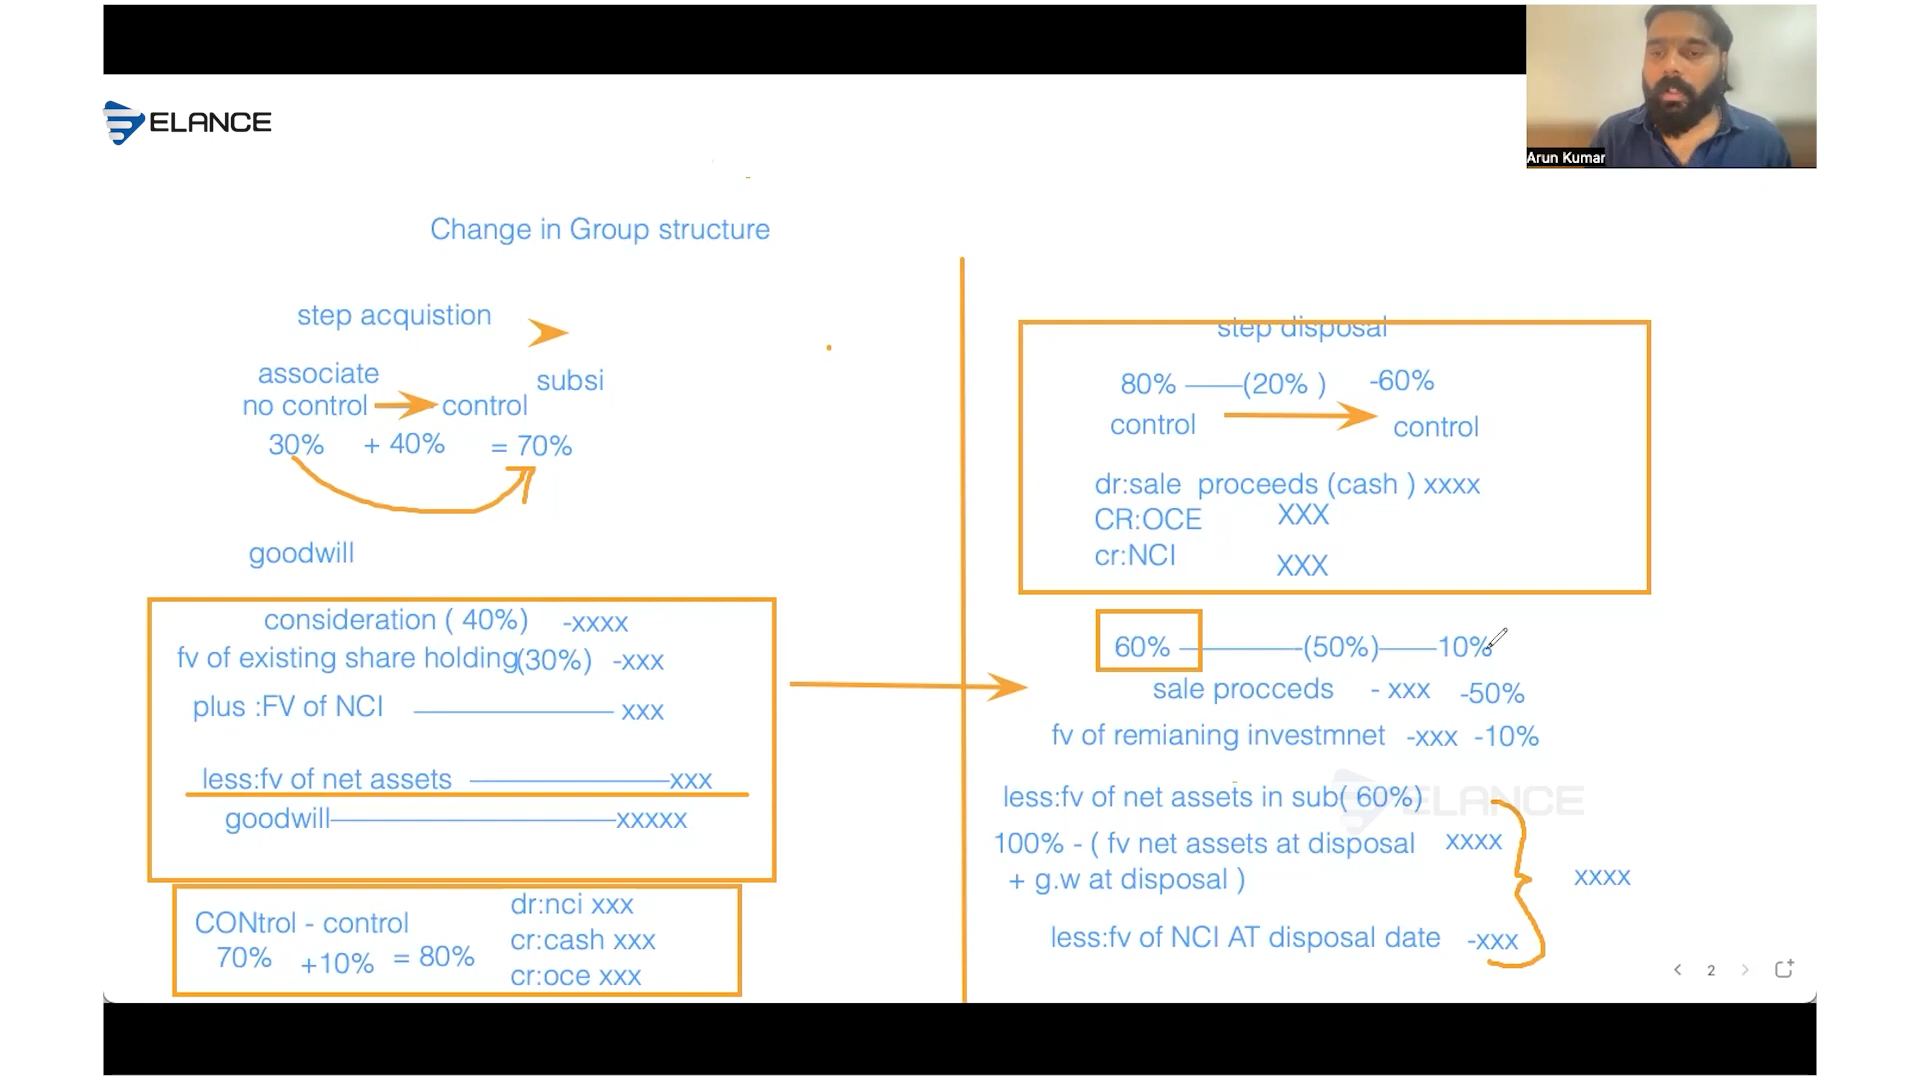 ELANCE
Arun Kumar
Change in Group structure
step acquistion
associate
subsi
no control control
30% + 40% = 70%
goodwill
consideration ( 40%) -xxxx
fv of existing share holding(30%) -xxx
plus :FV of NCI xxx
less:fv of net assets xxx
goodwill xxxxx
CONtrol - control
70% +10% = 80%
dr:nci xxx
cr:cash xxx
cr:oce xxx
step disposal
80% (20% ) -60%
control control
dr:sale proceeds (cash ) xxxx
CR:OCE XXX
cr:NCI XXX
60% (50%) 10%
sale procceds - xxx -50%
fv of remianing investmnet -xxx -10%
less:fv of net assets in sub( 60%)
ELANCE
100% - ( fv net assets at disposal xxxx
+ g.w at disposal ) xxxx
less:fv of NCI AT disposal date -xxx
2